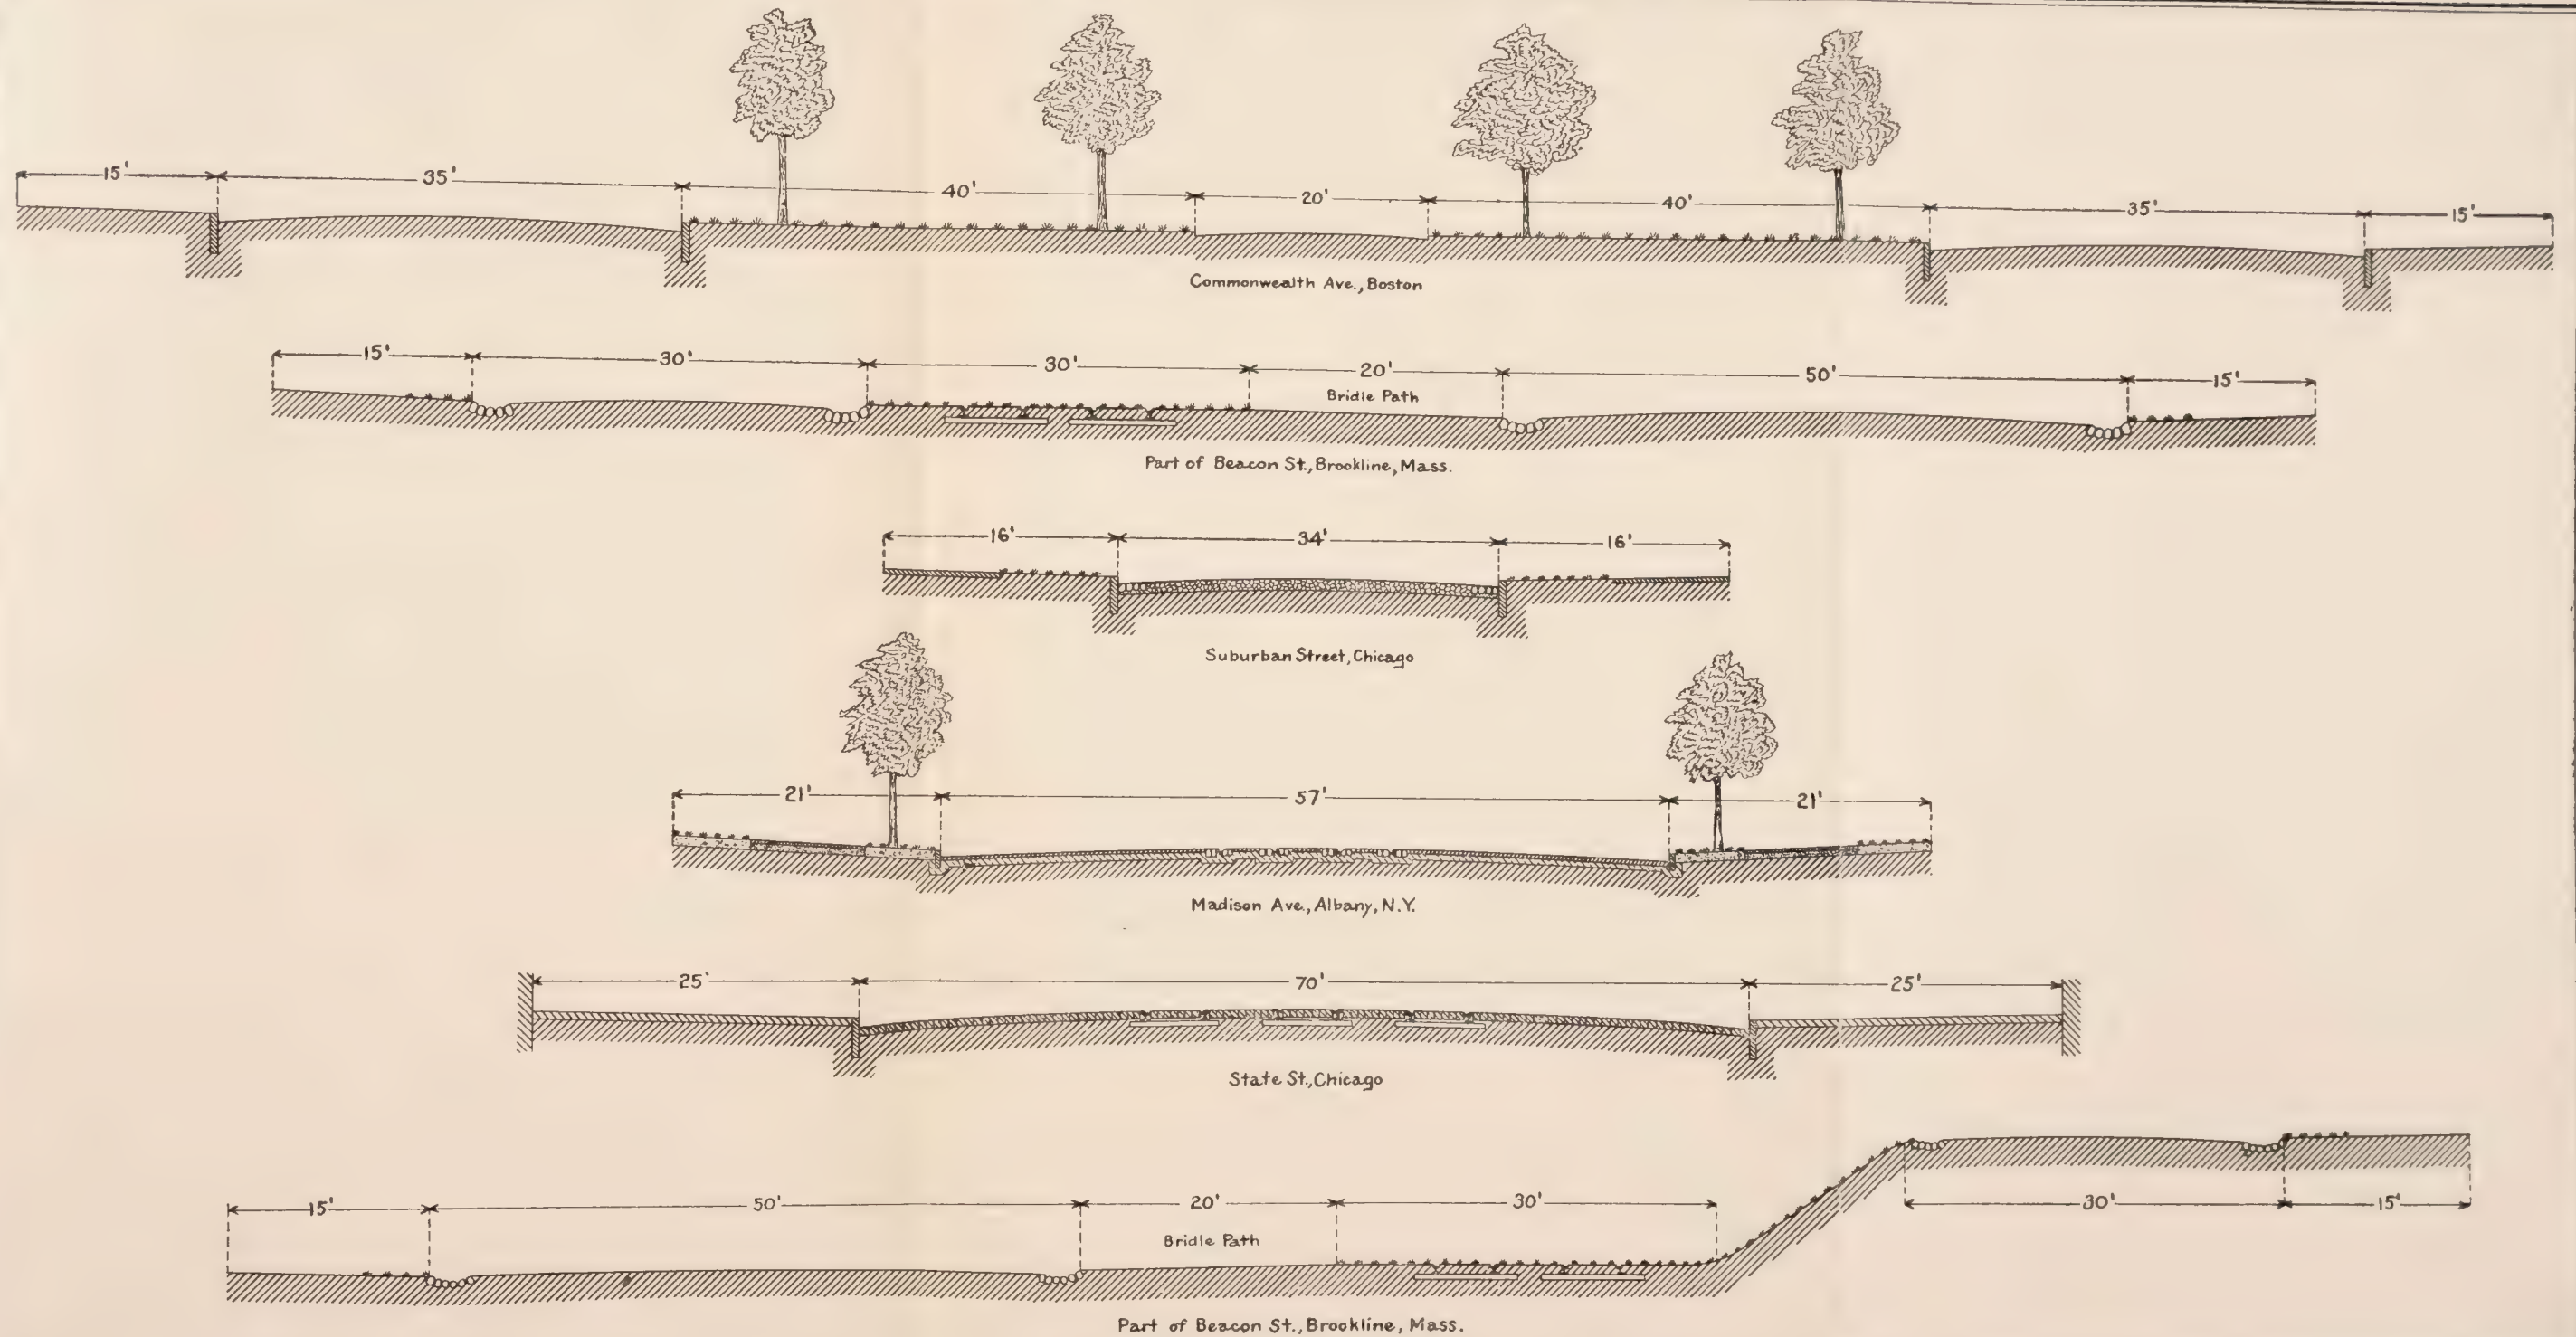 15' 35' 40' 20' 40' 35' 15'
Commonwealth Ave., Boston
15' 30' 30' 20' 50' 15'
Bridle Path
Part of Beacon St., Brookline, Mass.
16' 34' 16'
Suburban Street, Chicago
21' 57' 21'
Madison Ave., Albany, N.Y.
25' 70' 25'
State St., Chicago
15' 50' 20' 30' 30' 15'
Bridle Path
Part of Beacon St., Brookline, Mass.